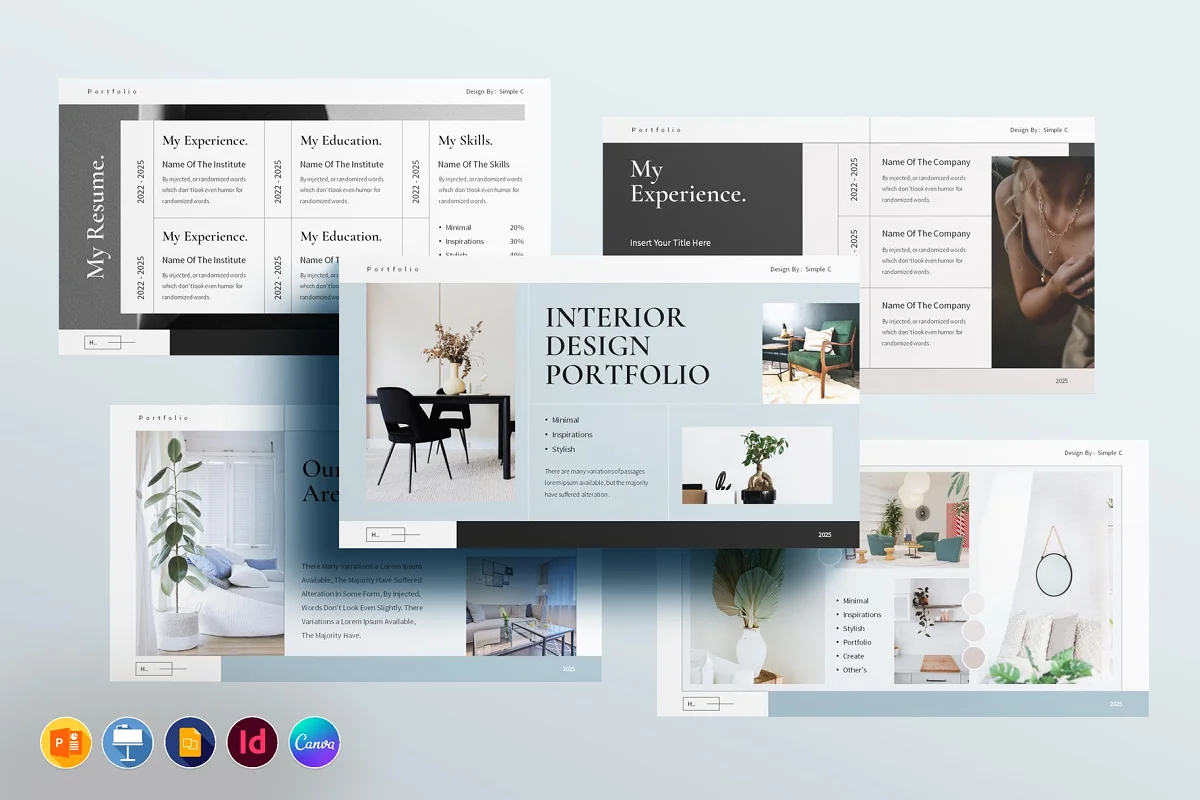 Portfolio
Design By : Simple C
My Resume.
2022 - 2025
My Experience.
Name Of The Institute
By injected, or randomized words
which don't look even humor for
randomized words.
2022 - 2025
My Education.
Name Of The Institute
By injected, or randomized words
which don't look even humor for
randomized words.
2022 - 2025
My Skills.
Name Of The Skills
By injected, or randomized words
which don't look even humor for
randomized words.
• Minimal 20%
• Inspirations 30%
• Stylish 40%
2022 - 2025
My Experience.
Name Of The Institute
By injected, or randomized words
which don't look even humor for
randomized words.
2022 - 2025
My Education.
Name Of T
By injected, or
which don't loo
randomized wo
H..
Portfolio
Design By : Simple C
My
Experience.
Insert Your Title Here
2022 - 2025
Name Of The Company
By injected, or randomized words
which don't look even humor for
randomized words.
- 2025
Name Of The Company
By injected, or randomized words
which don't look even humor for
randomized words.
Name Of The Company
By injected, or randomized words
which don't look even humor for
randomized words.
2025
Portfolio
Design By : Simple C
INTERIOR
DESIGN
PORTFOLIO
• Minimal
• Inspirations
• Stylish
There are many variations of passages
lorem ipsum available, but the majority
have suffered alteration.
H..
2025
Portfolio
Our
Are
There Many Variations a Lorem Ipsum
Available, The Majority Have Suffered
Alteration In Some Form, By Injected,
Words Don't Look Even Slightly. There
Variations a Lorem Ipsum Available,
The Majority Have.
H..
2025
Design By : Simple C
• Minimal
• Inspirations
• Stylish
• Portfolio
• Create
• Other's
H..
2025
P
Id
Canva